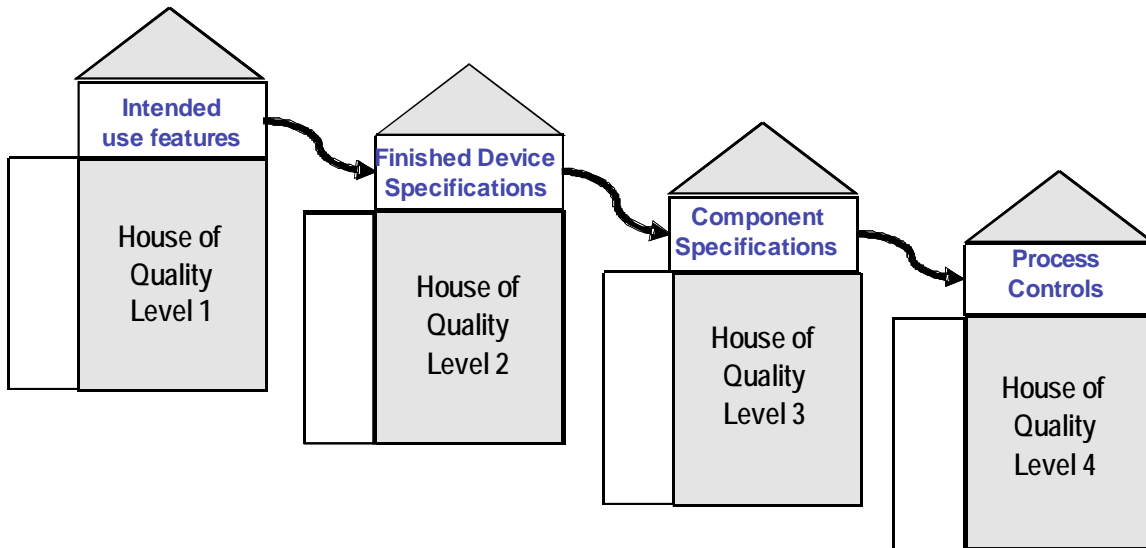 Intended
use features
House of
Quality
Level 1
Finished Device
Specifications
House of
Quality
Level 2
Component
Specifications
House of
Quality
Level 3
Process
Controls
House of
Quality
Level 4